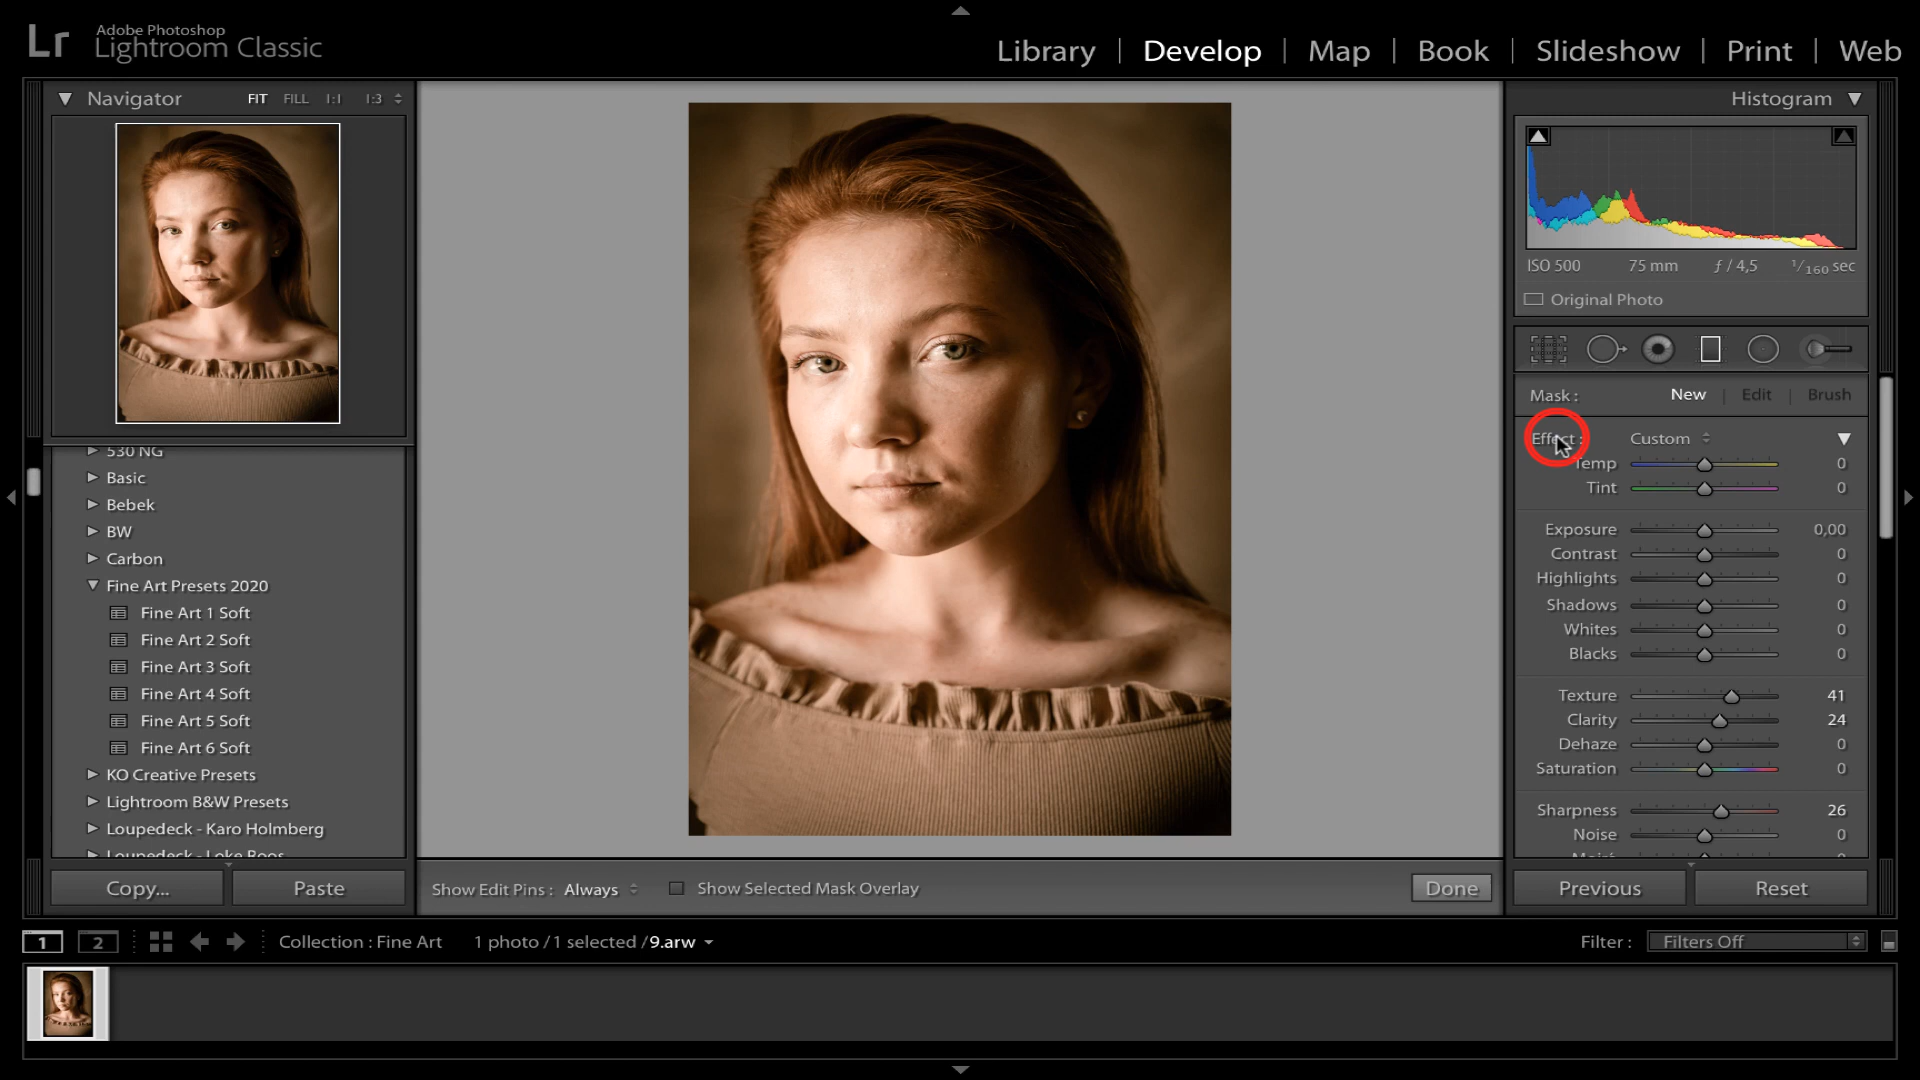 Lr Adobe Photoshop
Lightroom Classic
Library | Develop | Map | Book | Slideshow | Print | Web
Navigator FIT FILL 1:1 1:3
530 NG
Basic
Bebek
BW
Carbon
Fine Art Presets 2020
Fine Art 1 Soft
Fine Art 2 Soft
Fine Art 3 Soft
Fine Art 4 Soft
Fine Art 5 Soft
Fine Art 6 Soft
KO Creative Presets
Lightroom B&W Presets
Loupedeck - Karo Holmberg
Loupedeck - Loke Roos
Copy... Paste
Show Edit Pins : Always Show Selected Mask Overlay Done
Histogram
ISO 500 75 mm ƒ / 4,5 1/160 sec
Original Photo
Mask : New | Edit | Brush
Effect : Custom
Temp 0
Tint 0
Exposure 0,00
Contrast 0
Highlights 0
Shadows 0
Whites 0
Blacks 0
Texture 41
Clarity 24
Dehaze 0
Saturation 0
Sharpness 26
Noise 0
Moiré 0
Previous Reset
1 2 Collection : Fine Art 1 photo / 1 selected / 9.arw Filter : Filters Off